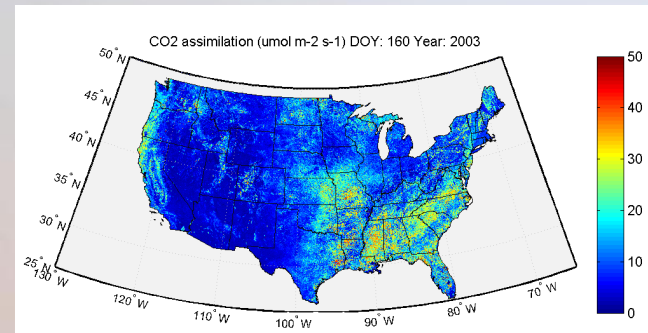 CO2 assimilation (umol m-2 s-1) DOY: 160 Year: 2003
50° N
45° N
40° N
35° N
30° N
25° N
130° W
120° W
110° W
100° W
90° W
80° W
70° W
50
40
30
20
10
0